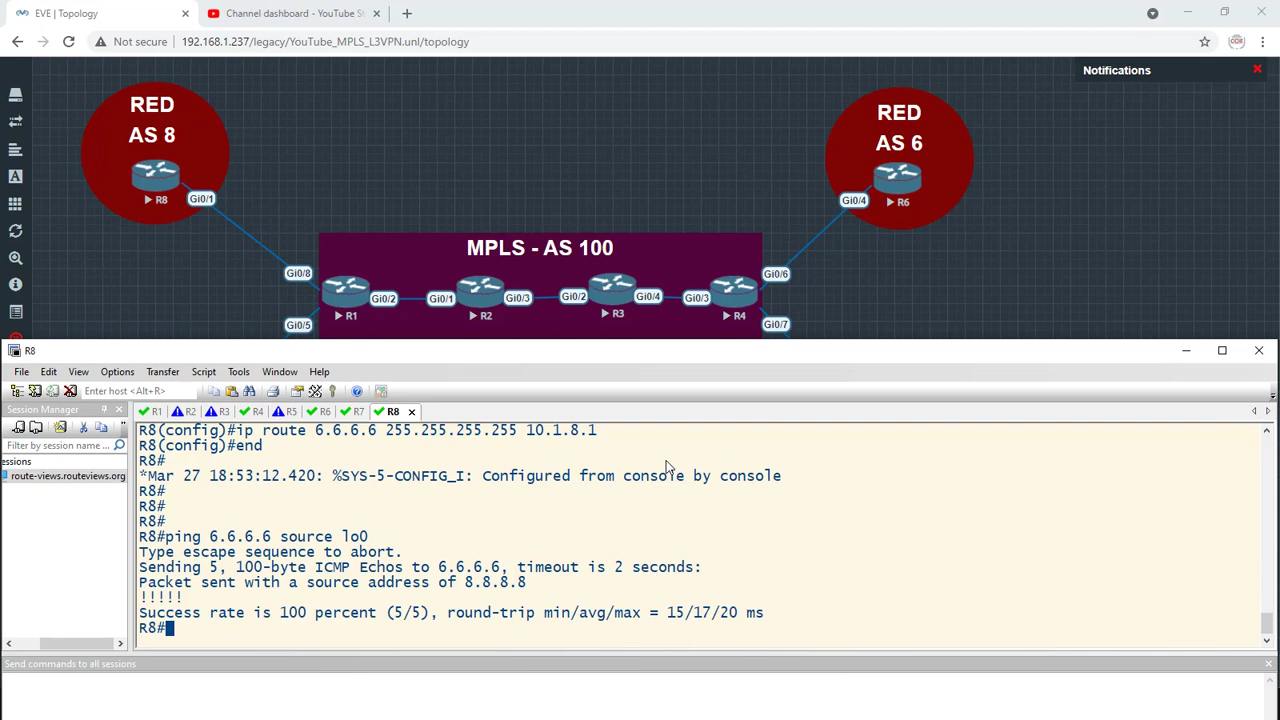 EVE | Topology
Channel dashboard - YouTube St
Not secure
192.168.1.237/legacy/YouTube_MPLS_L3VPN.unl/topology
Notifications
RED
AS 8
R8
Gi0/1
RED
AS 6
R6
Gi0/4
MPLS - AS 100
Gi0/8
Gi0/6
Gi0/2
Gi0/1
Gi0/3
Gi0/2
Gi0/4
Gi0/3
R1
R2
R3
R4
Gi0/5
Gi0/7
R8
File Edit View Options Transfer Script Tools Window Help
Enter host <Alt+R>
Session Manager
R1 R2 R3 R4 R5 R6 R7 R8
Filter by session name ...
essions
route-views.routeviews.org
R8(config)#ip route 6.6.6.6 255.255.255.255 10.1.8.1
R8(config)#end
R8#
*Mar 27 18:53:12.420: %SYS-5-CONFIG_I: Configured from console by console
R8#
R8#
R8#
R8#ping 6.6.6.6 source lo0
Type escape sequence to abort.
Sending 5, 100-byte ICMP Echos to 6.6.6.6, timeout is 2 seconds:
Packet sent with a source address of 8.8.8.8
!!!!!
Success rate is 100 percent (5/5), round-trip min/avg/max = 15/17/20 ms
R8#
Send commands to all sessions